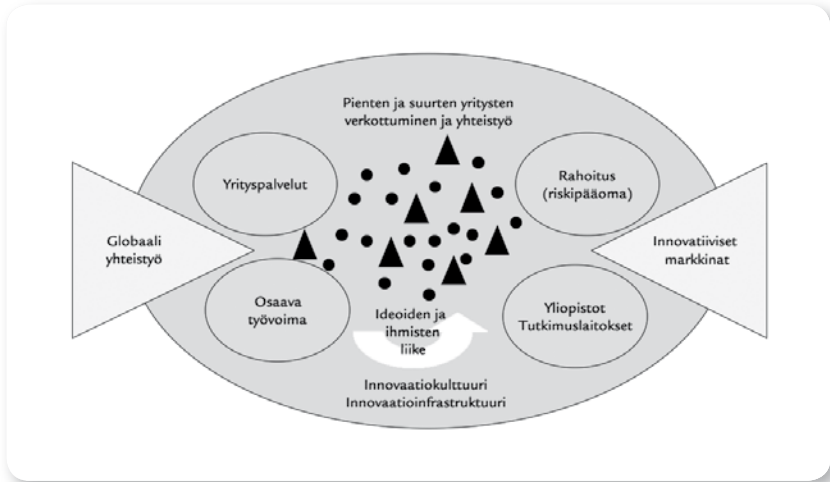 Pienten ja suurten yritysten
verkottuminen ja yhteistyö
Yrityspalvelut
Rahoitus
(riskipääoma)
Globaali
yhteistyö
Innovatiiviset
markkinat
Osaava
työvoima
Ideoiden ja
ihmisten
liike
Yliopistot
Tutkimuslaitokset
Innovaatiokulttuuri
Innovaatioinfrastruktuuri